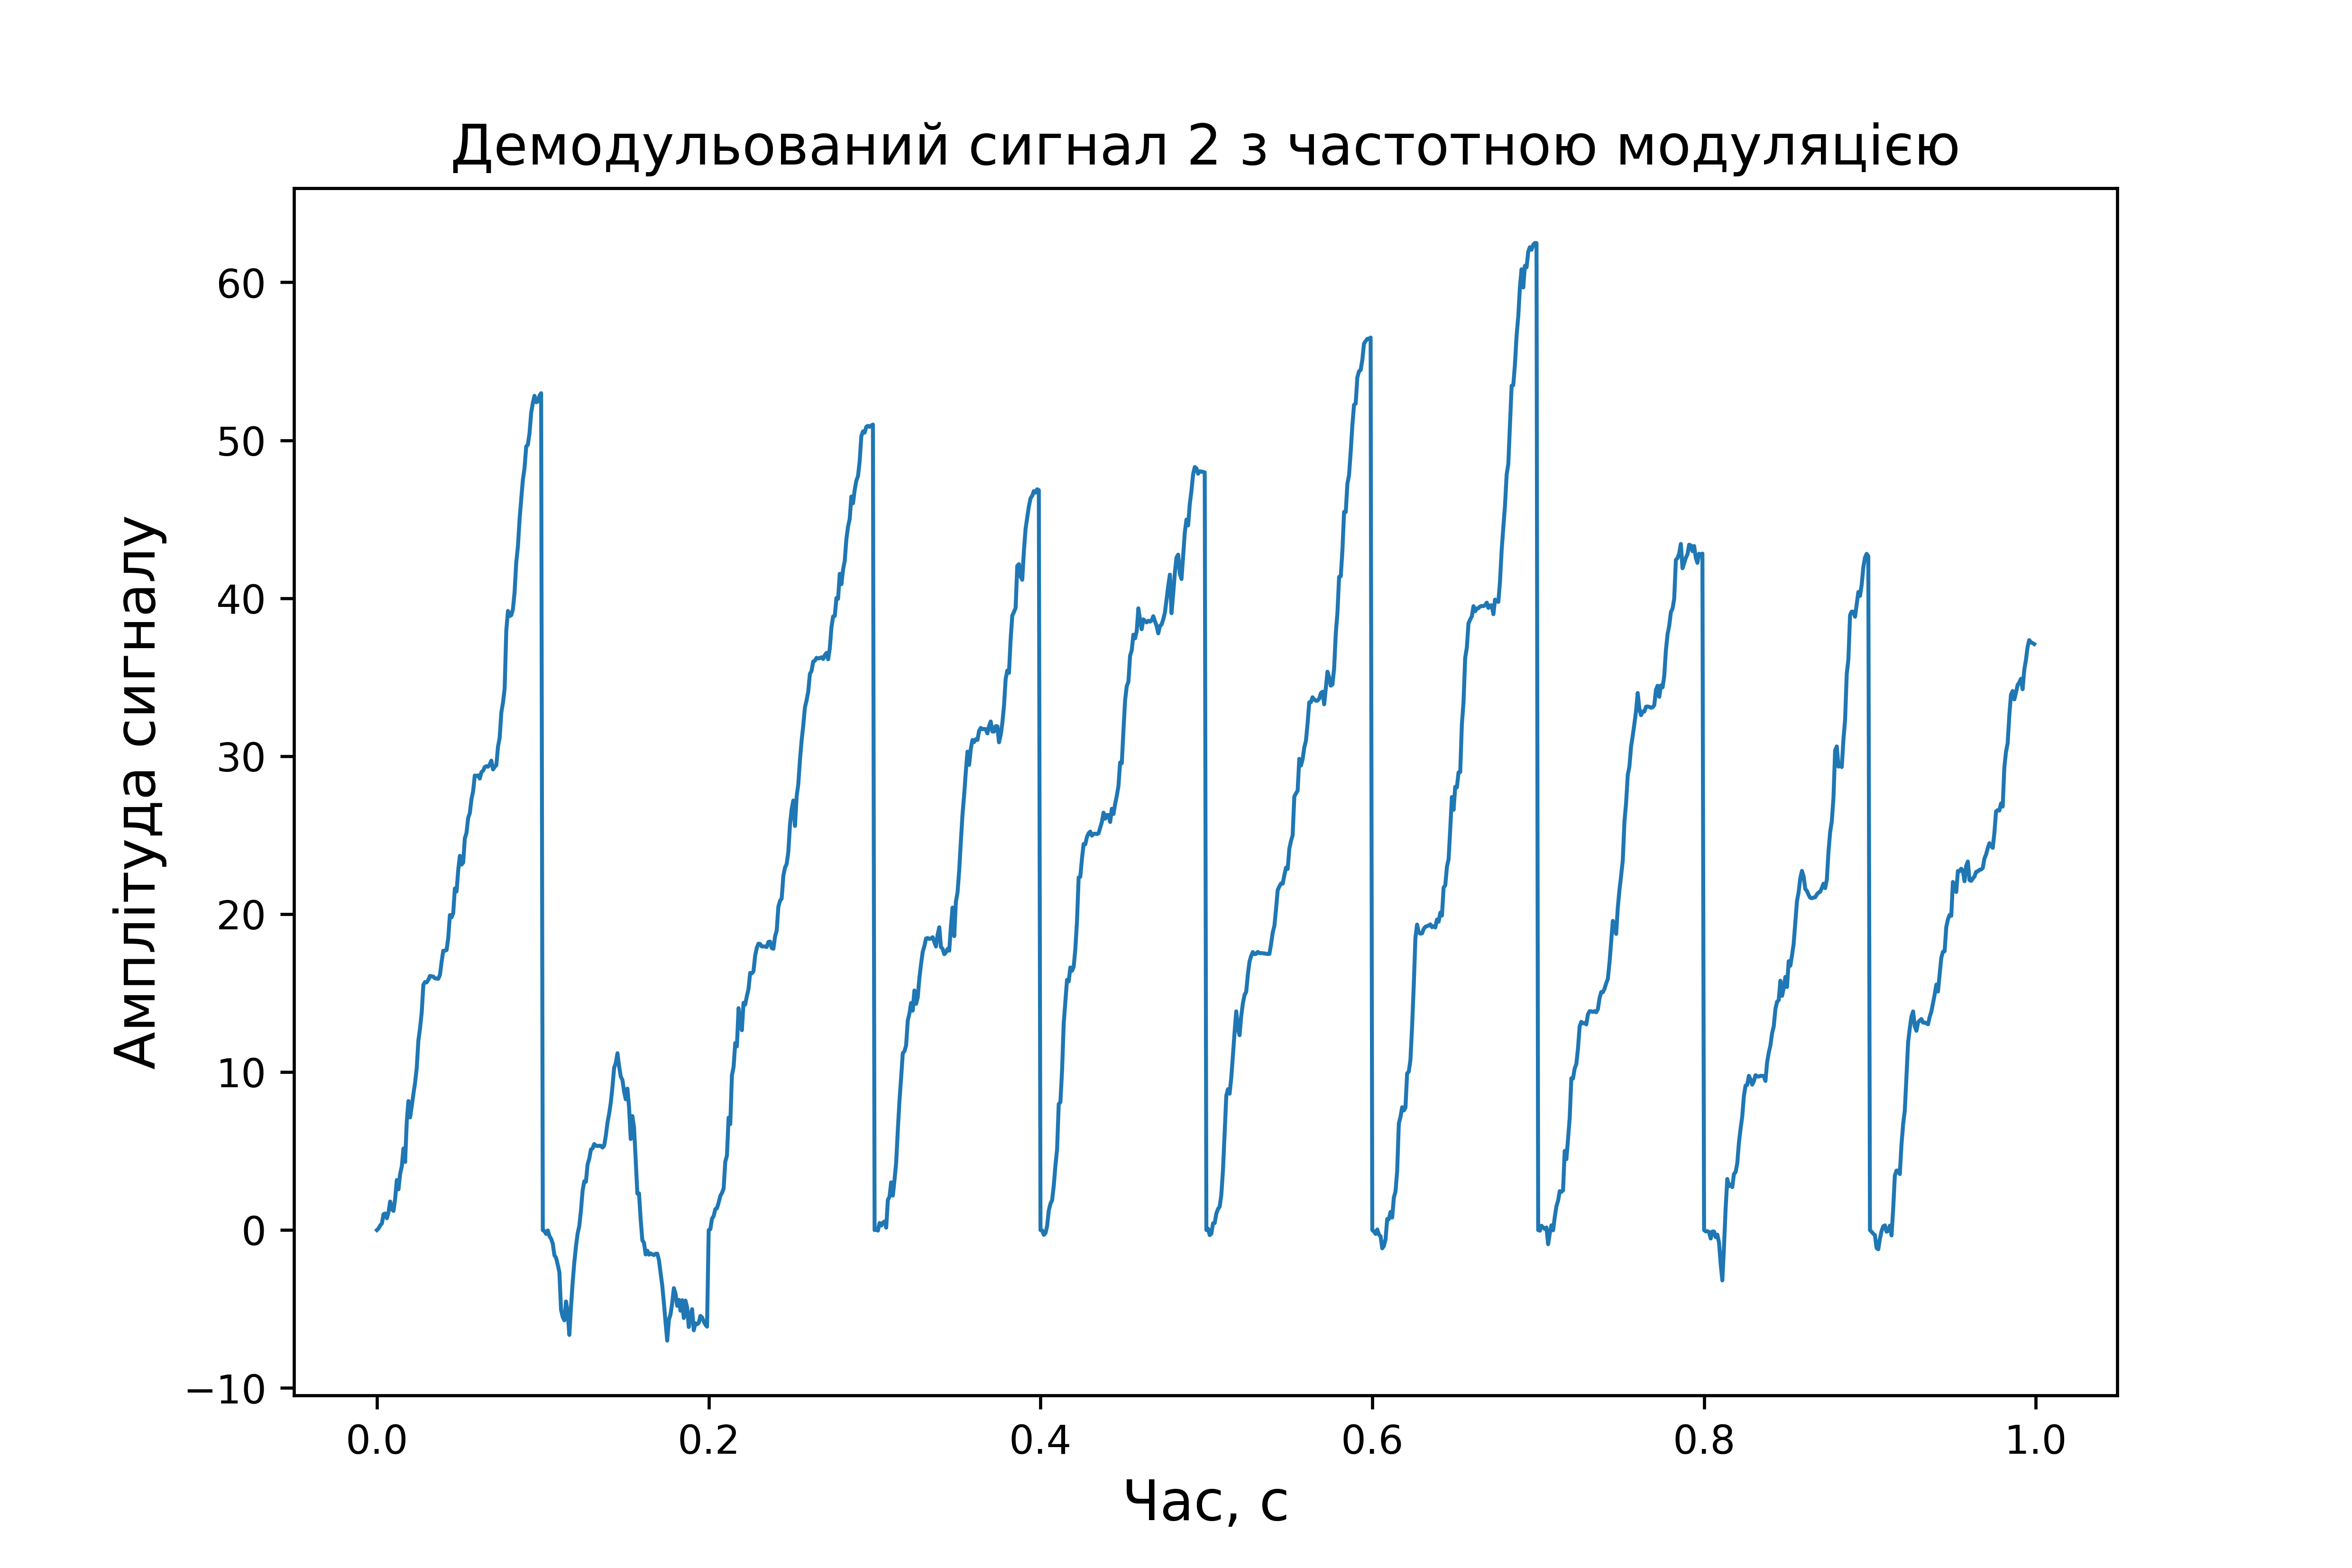 Демодульований сигнал 2 з частотною модуляцією
Амплітуда сигналу
60
50
40
30
20
10
0
−10
0.0 0.2 0.4 0.6 0.8 1.0
Час, с